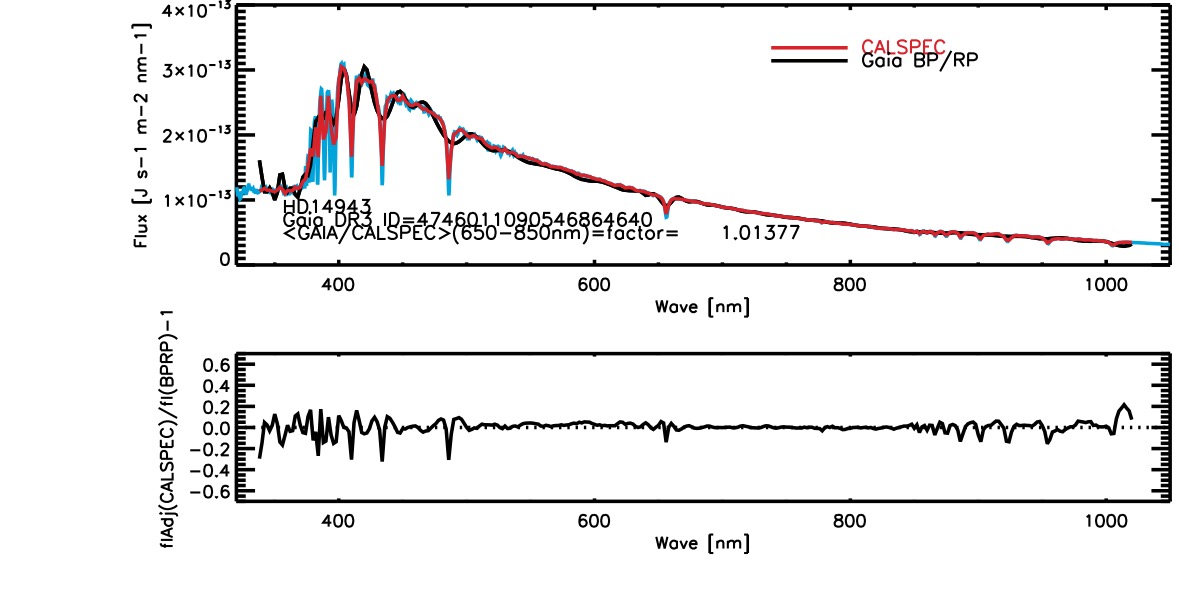 4×10−13
3×10−13
2×10−13
1×10−13
0
Flux [J s−1 m−2 nm−1]
CALSPEC
Gaia BP/RP
HD14943
Gaia DR3 ID=4746011090546864640
<GAIA/CALSPEC>(650−850nm)=factor= 1.01377
400 600 800 1000
Wave [nm]
flAdj(CALSPEC)/fl(BPRP)−1
0.6
0.4
0.2
0.0
−0.2
−0.4
−0.6
400 600 800 1000
Wave [nm]